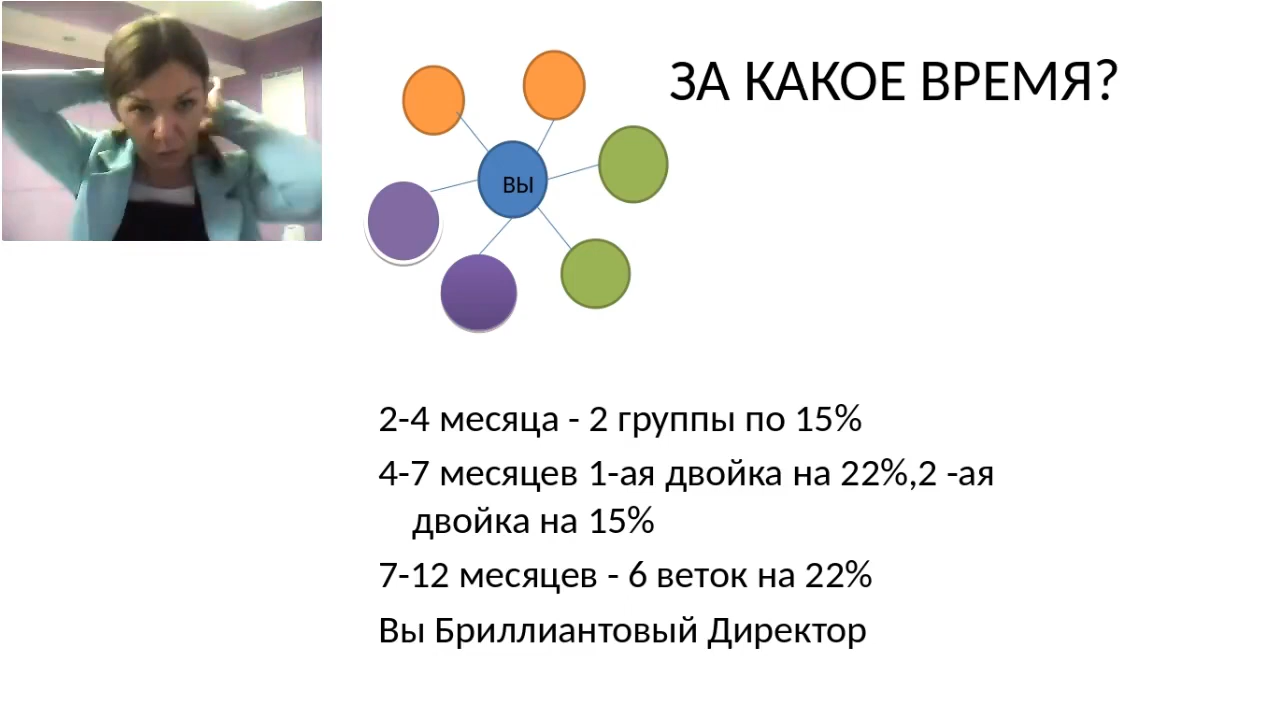 ЗА КАКОЕ ВРЕМЯ?
ВЫ
2-4 месяца - 2 группы по 15%
4-7 месяцев 1-ая двойка на 22%,2 -ая
двойка на 15%
7-12 месяцев - 6 веток на 22%
Вы Бриллиантовый Директор